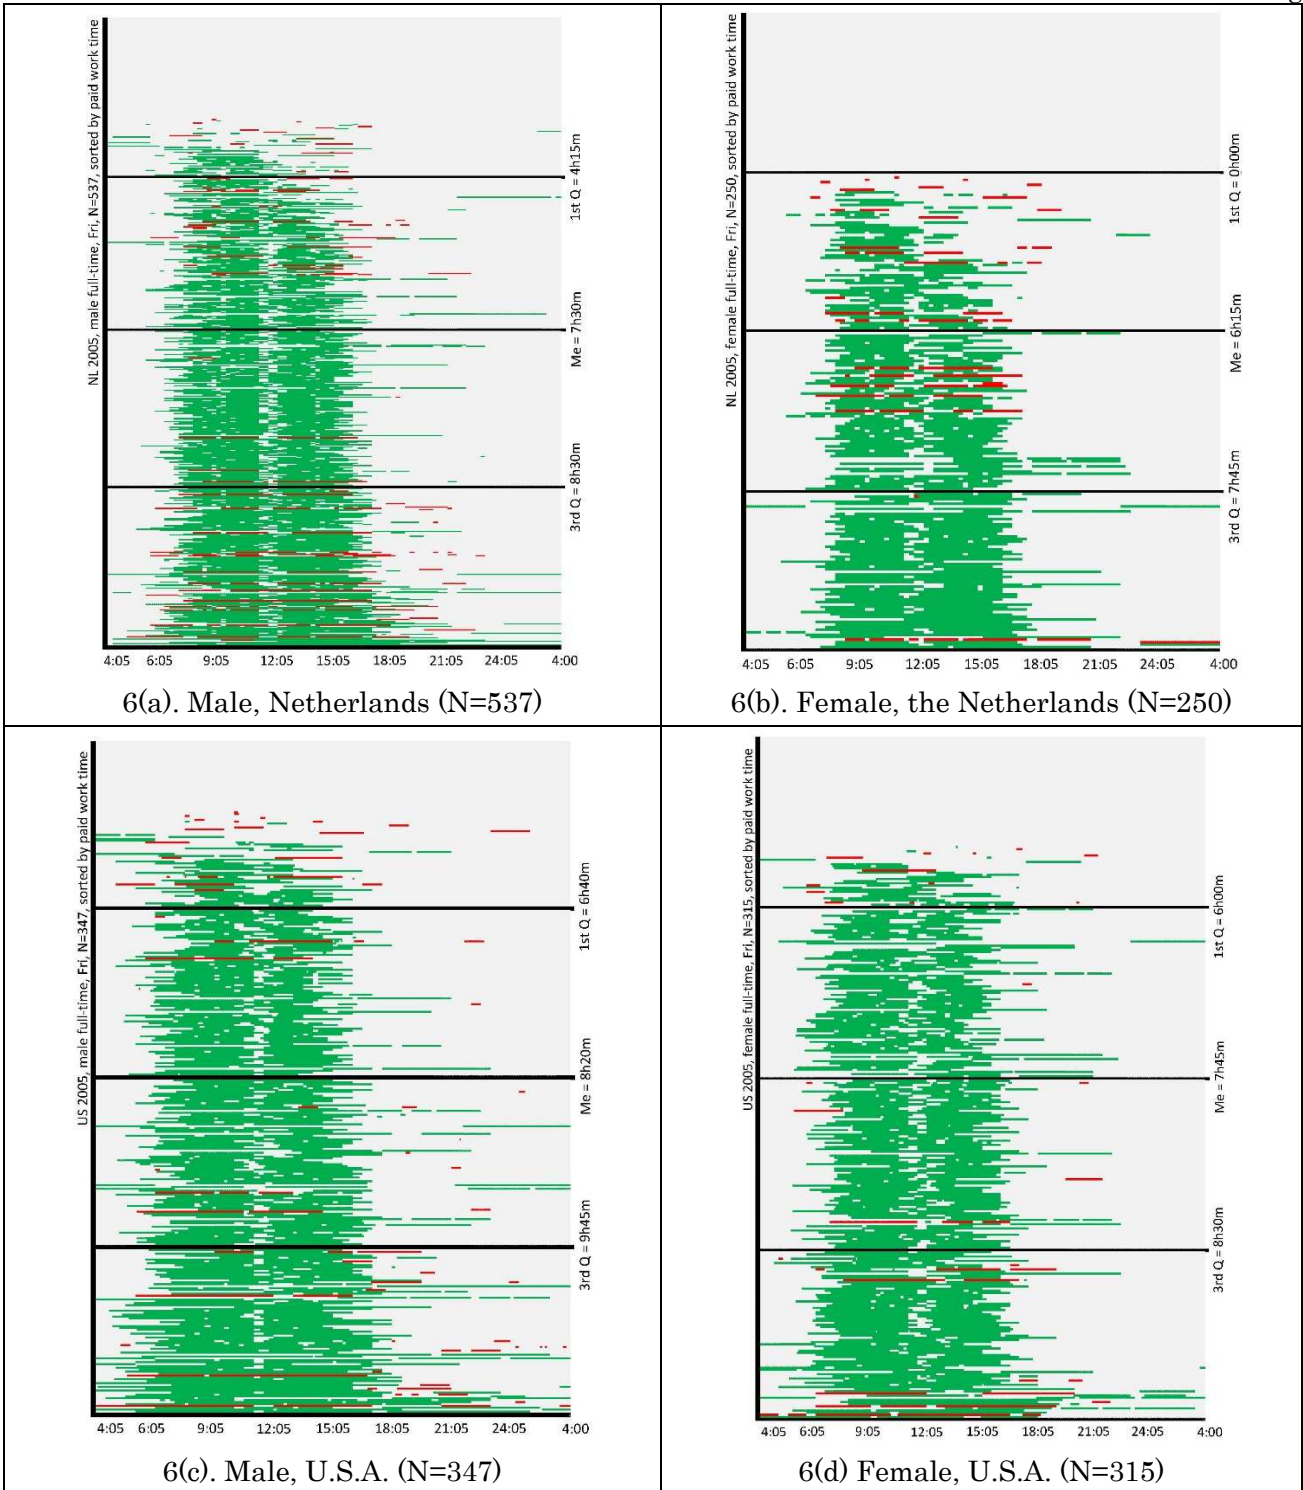 NL 2005, male full-time, Fri, N=537, sorted by paid work time
1st Q = 4h15m
Me = 7h30m
3rd Q = 8h30m
4:05 6:05 9:05 12:05 15:05 18:05 21:05 24:05 4:00
6(a). Male, Netherlands (N=537)
NL 2005, female full-time, Fri, N=250, sorted by paid work time
1st Q = 0h00m
Me = 6h15m
3rd Q = 7h45m
4:05 6:05 9:05 12:05 15:05 18:05 21:05 24:05 4:00
6(b). Female, the Netherlands (N=250)
US 2005, male full-time, Fri, N=347, sorted by paid work time
1st Q = 6h40m
Me = 8h20m
3rd Q = 9h45m
4:05 6:05 9:05 12:05 15:05 18:05 21:05 24:05 4:00
6(c). Male, U.S.A. (N=347)
US 2005, female full-time, Fri, N=315, sorted by paid work time
1st Q = 6h00m
Me = 7h45m
3rd Q = 8h30m
4:05 6:05 9:05 12:05 15:05 18:05 21:05 24:05 4:00
6(d) Female, U.S.A. (N=315)